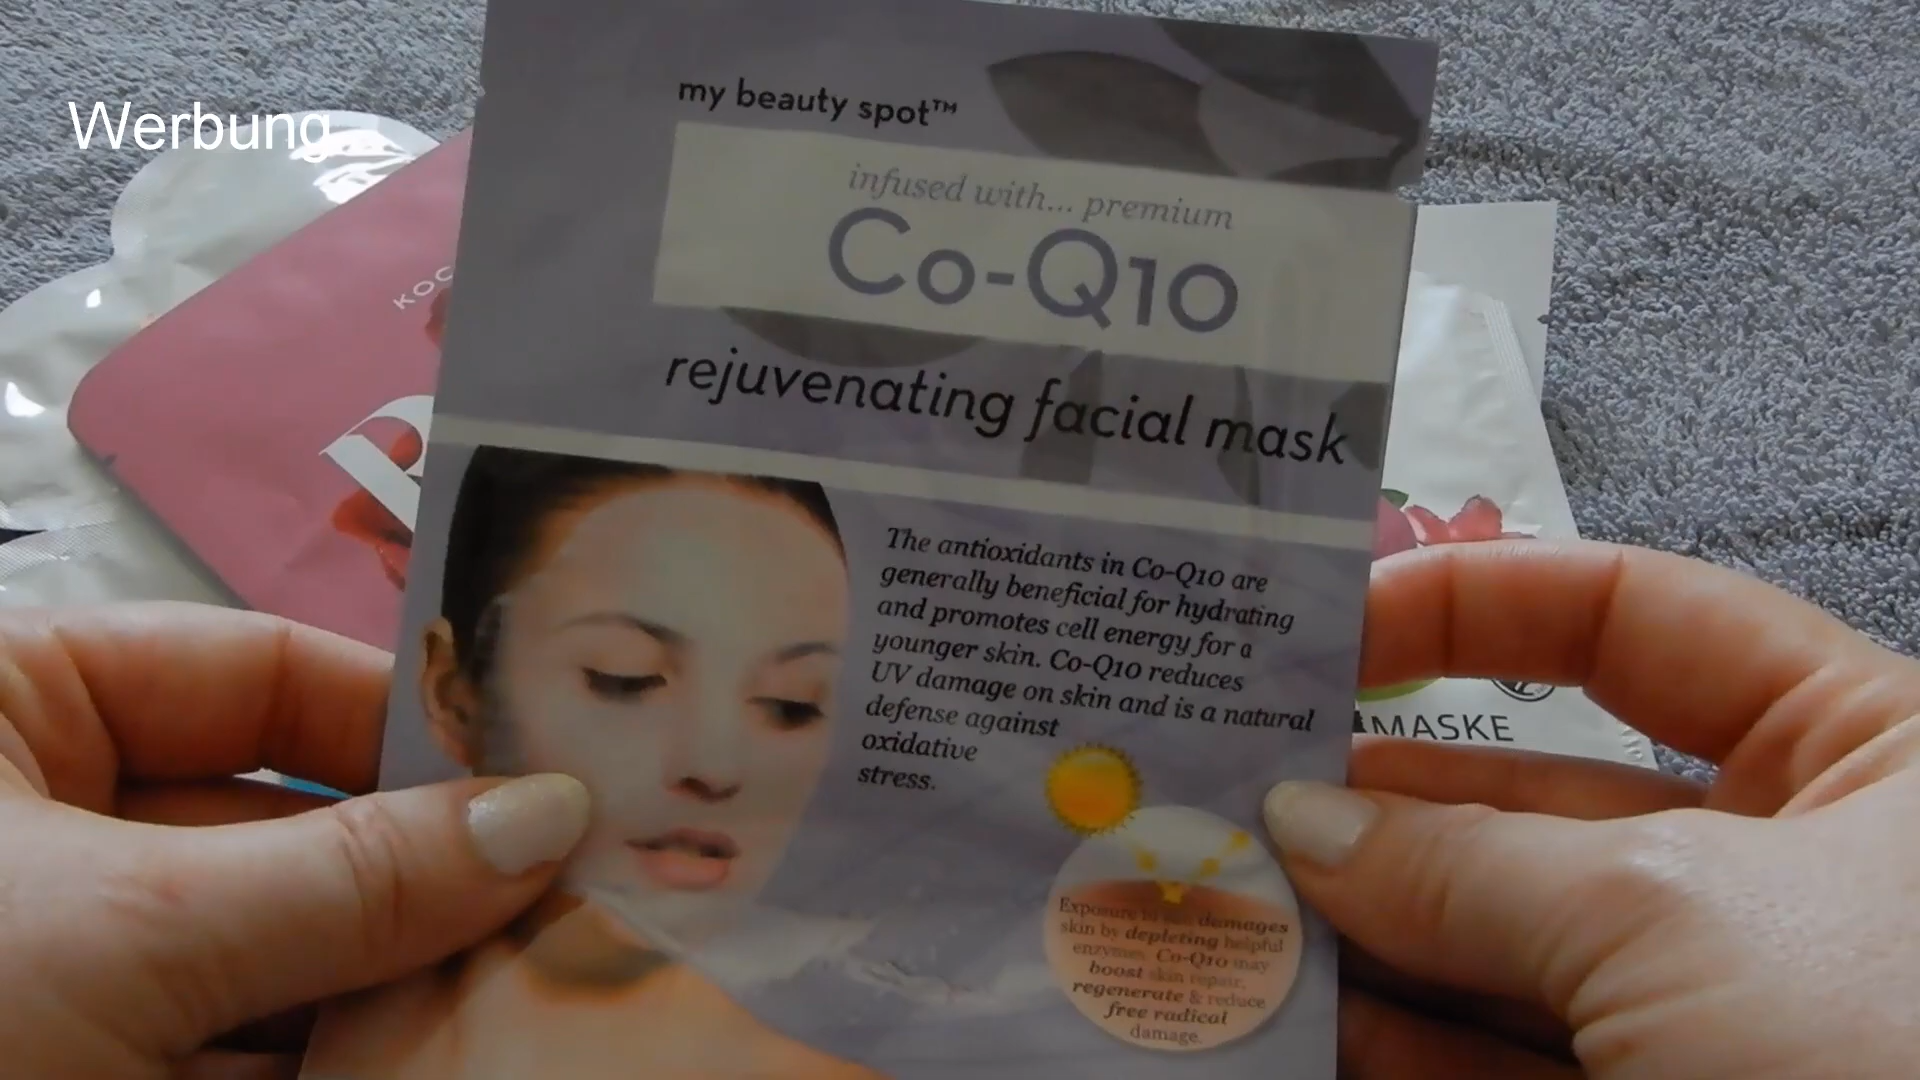 Werbung
my beauty spot™
infused with... premium
Co-Q10
rejuvenating facial mask
KOC
The antioxidants in Co-Q10 are
generally beneficial for hydrating
and promotes cell energy for a
younger skin. Co-Q10 reduces
UV damage on skin and is a natural
defense against
oxidative
stress.
MASKE
Exposure to damages
skin by depleting helpful
enzymes. Co-Q10 may
boost skin repair,
regenerate & reduce
free radical
damage.